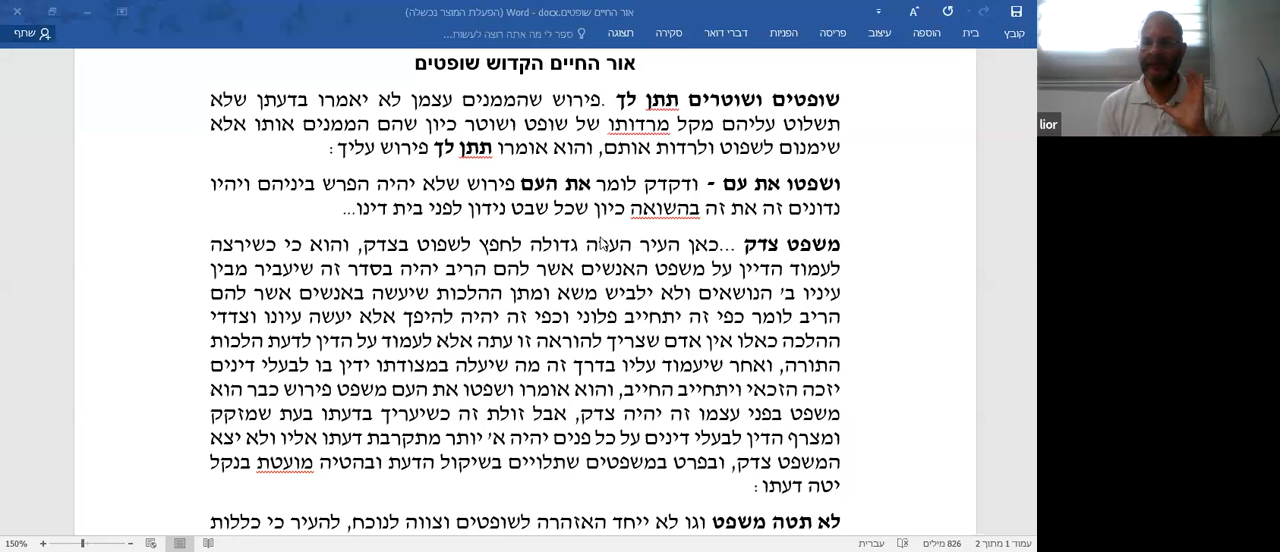 אור החיים שופטים.docx - Word (הפעלת המוצר נכשלה)
קובץ בית הוספה עיצוב פריסה הפניות דברי דואר סקירה תצוגה ספר לי מה אתה רוצה לעשות... שתף
אור החיים הקדוש שופטים
שופטים ושוטרים תתן לך .פירוש שהממנים עצמן לא יאמרו בדעתן שלא
תשלוט עליהם מקל מרדותו של שופט ושוטר כיון שהם הממנים אותו אלא
שימנום לשפוט ולרדות אותם, והוא אומרו תתן לך פירוש עליך :
ושפטו את עם - ודקדק לומר את העם פירוש שלא יהיה הפרש ביניהם ויהיו
נדונים זה את זה בהשואה כיון שכל שבט נידון לפני בית דינו...
משפט צדק ...כאן העיר הערה גדולה לחפץ לשפוט בצדק, והוא כי כשירצה
לעמוד הדיין על משפט האנשים אשר להם הריב יהיה בסדר זה שיעביר מבין
עיניו ב' הנושאים ולא ילביש משא ומתן ההלכות שיעשה באנשים אשר להם
הריב לומר כפי זה יתחייב פלוני וכפי זה יהיה להיפך אלא יעשה עיונו וצדדי
ההלכה כאלו אין אדם שצריך להוראה זו עתה אלא לעמוד על הדין לדעת הלכות
התורה, ואחר שיעמוד עליו בדרך זה מה שיעלה במצודתו ידין בו לבעלי דינים
יזכה הזכאי ויתחייב החייב, והוא אומרו ושפטו את העם משפט פירוש כבר הוא
משפט בפני עצמו זה יהיה צדק, אבל זולת זה כשיעריך בדעתו בעת שמזקק
ומצרף הדין לבעלי דינים על כל פנים יהיה א' יותר מתקרבת דעתו אליו ולא יצא
המשפט צדק, ובפרט במשפטים שתלויים בשיקול הדעת ובהטיה מועטת בנקל
יטה דעתו :
לא תטה משפט וגו לא ייחד האזהרה לשופטים וצווה לנוכח, להעיר כי כללות
עמוד 1 מתוך 2 826 מילים עברית 150%
lior